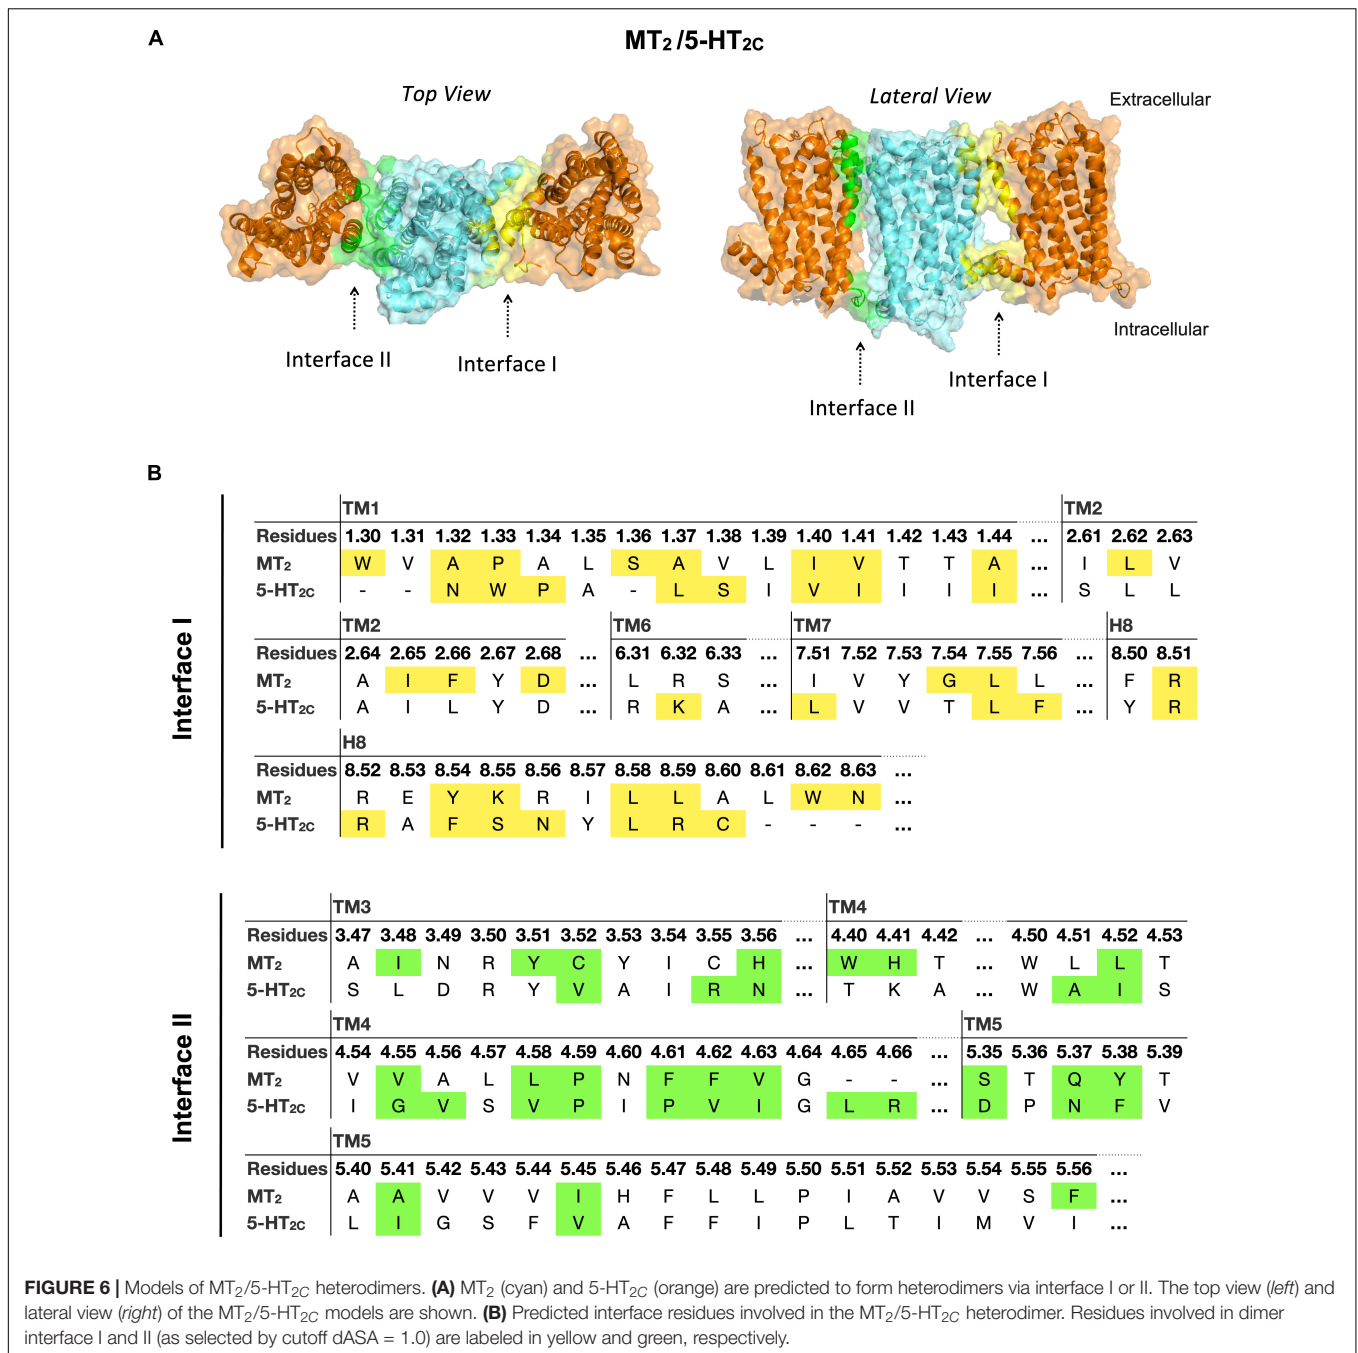 A
MT2 /5-HT2C
Top View
Lateral View
Extracellular
Intracellular
Interface II
Interface I
Interface I
Interface II
B
Interface I
TM1 TM2
Residues 1.30 1.31 1.32 1.33 1.34 1.35 1.36 1.37 1.38 1.39 1.40 1.41 1.42 1.43 1.44 ... 2.61 2.62 2.63
MT2 W V A P A L S A V L I V T T A ... I L V
5-HT2C - - N W P A - L S I V I I I I ... S L L
TM2 TM6 TM7 H8
Residues 2.64 2.65 2.66 2.67 2.68 ... 6.31 6.32 6.33 ... 7.51 7.52 7.53 7.54 7.55 7.56 ... 8.50 8.51
MT2 A I F Y D ... L R S ... I V Y G L L ... F R
5-HT2C A I L Y D ... R K A ... L V V T L F ... Y R
H8
Residues 8.52 8.53 8.54 8.55 8.56 8.57 8.58 8.59 8.60 8.61 8.62 8.63 ...
MT2 R E Y K R I L L A L W N ...
5-HT2C R A F S N Y L R C - - - ...
Interface II
TM3 TM4
Residues 3.47 3.48 3.49 3.50 3.51 3.52 3.53 3.54 3.55 3.56 ... 4.40 4.41 4.42 ... 4.50 4.51 4.52 4.53
MT2 A I N R Y C Y I C H ... W H T ... W L L T
5-HT2C S L D R Y V A I R N ... T K A ... W A I S
TM4 TM5
Residues 4.54 4.55 4.56 4.57 4.58 4.59 4.60 4.61 4.62 4.63 4.64 4.65 4.66 ... 5.35 5.36 5.37 5.38 5.39
MT2 V V A L L P N F F V G - - ... S T Q Y T
5-HT2C I G V S V P I P V I G L R ... D P N F V
TM5
Residues 5.40 5.41 5.42 5.43 5.44 5.45 5.46 5.47 5.48 5.49 5.50 5.51 5.52 5.53 5.54 5.55 5.56 ...
MT2 A A V V V I H F L L P I A V V S F ...
5-HT2C L I G S F V A F F I P L T I M V I ...
FIGURE 6 | Models of MT2/5-HT2C heterodimers. (A) MT2 (cyan) and 5-HT2C (orange) are predicted to form heterodimers via interface I or II. The top view (left) and
lateral view (right) of the MT2/5-HT2C models are shown. (B) Predicted interface residues involved in the MT2/5-HT2C heterodimer. Residues involved in dimer
interface I and II (as selected by cutoff dASA = 1.0) are labeled in yellow and green, respectively.